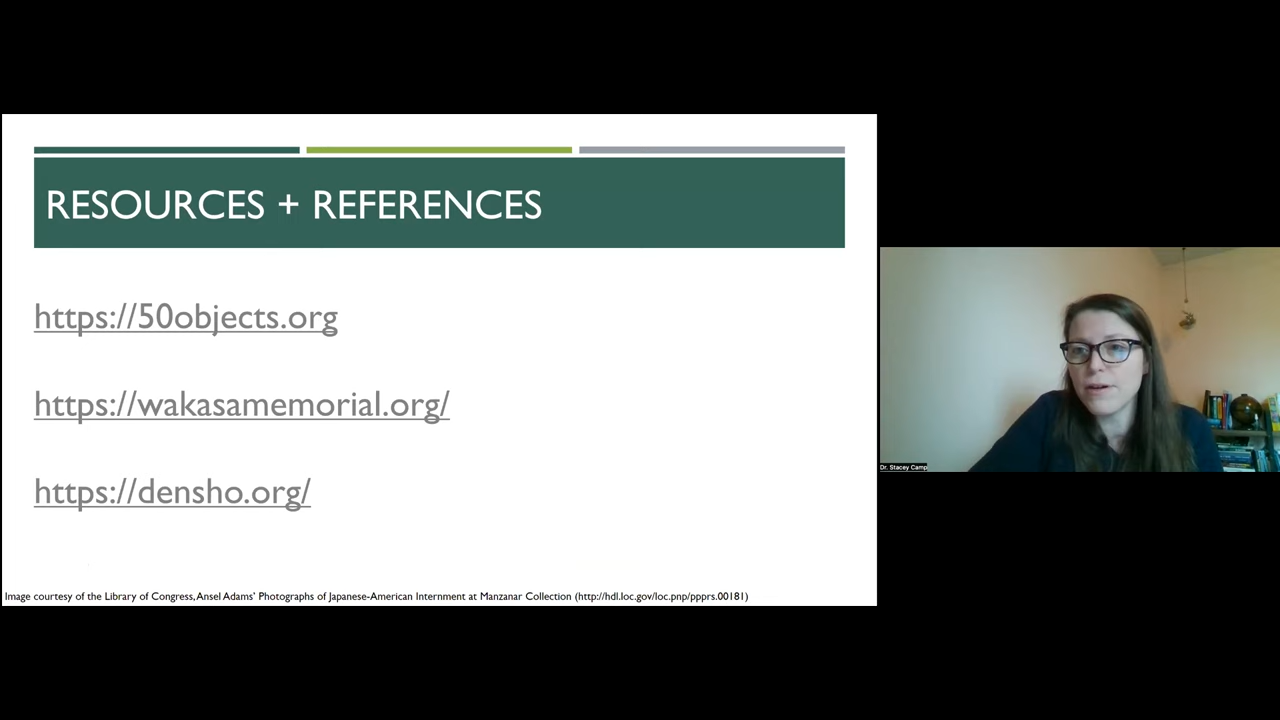 RESOURCES + REFERENCES
https://50objects.org
https://wakasamemorial.org/
https://densho.org/
Image courtesy of the Library of Congress, Ansel Adams’ Photographs of Japanese-American Internment at Manzanar Collection (http://hdl.loc.gov/loc.pnp/ppprs.00181)
Dr. Stacey Camp